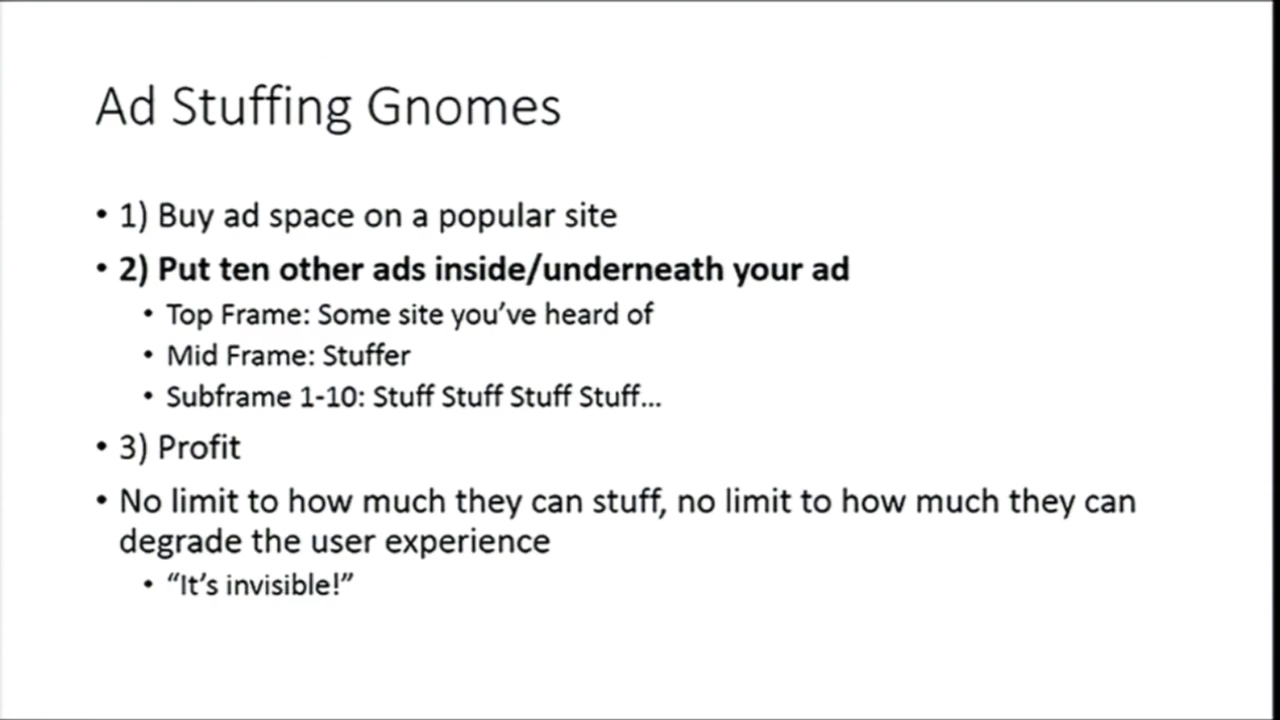 Ad Stuffing Gnomes
• 1) Buy ad space on a popular site
• 2) Put ten other ads inside/underneath your ad
• Top Frame: Some site you’ve heard of
• Mid Frame: Stuffer
• Subframe 1-10: Stuff Stuff Stuff Stuff...
• 3) Profit
• No limit to how much they can stuff, no limit to how much they can
degrade the user experience
• “It’s invisible!”